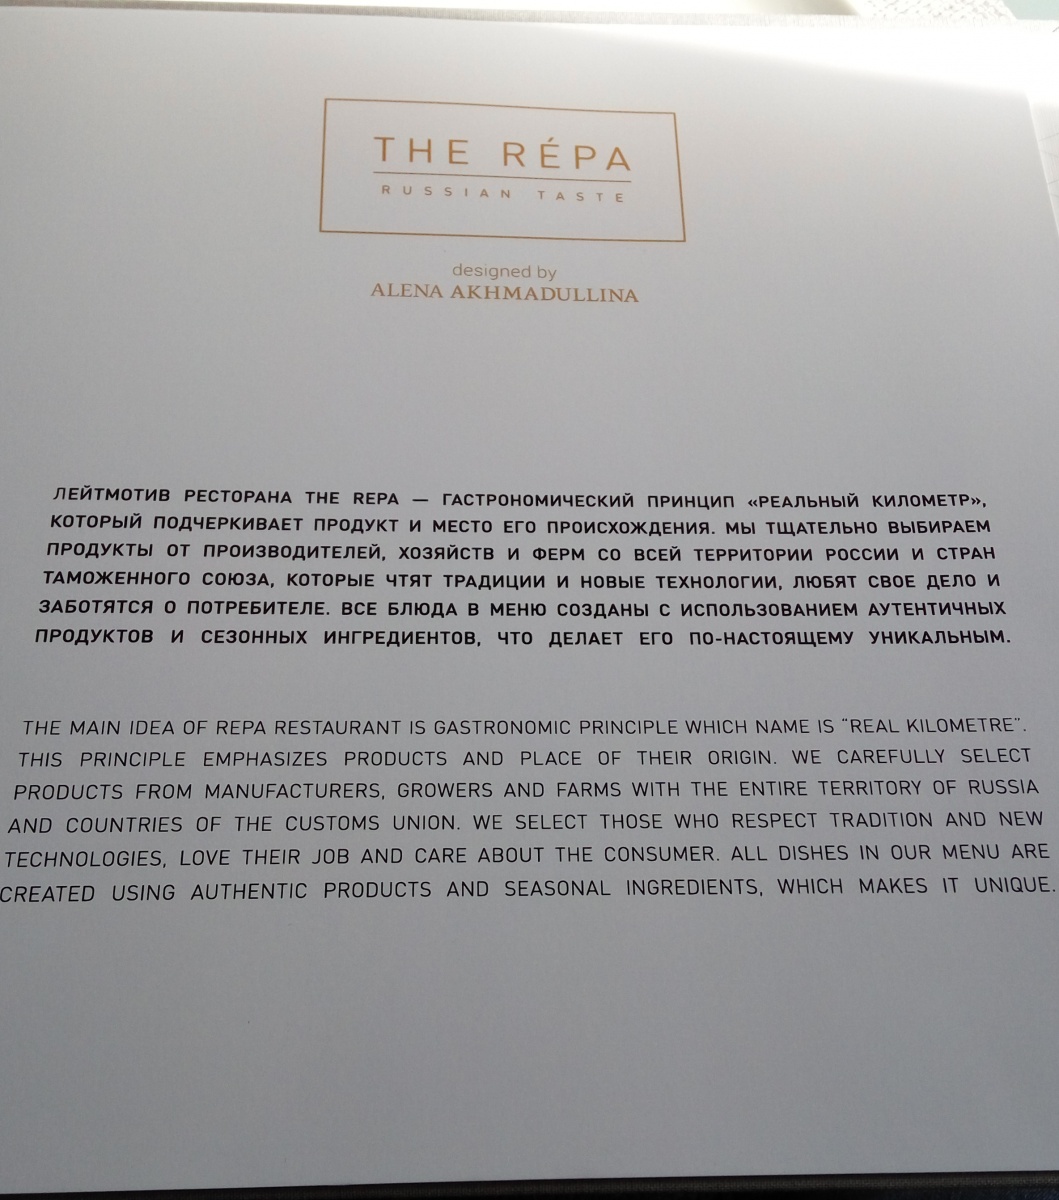 THE RÉPA
RUSSIAN TASTE
designed by
ALENA AKHMADULLINA
ЛЕЙТМОТИВ РЕСТОРАНА THE REPA — ГАСТРОНОМИЧЕСКИЙ ПРИНЦИП «РЕАЛЬНЫЙ КИЛОМЕТР»,
КОТОРЫЙ ПОДЧЕРКИВАЕТ ПРОДУКТ И МЕСТО ЕГО ПРОИСХОЖДЕНИЯ. МЫ ТЩАТЕЛЬНО ВЫБИРАЕМ
ПРОДУКТЫ ОТ ПРОИЗВОДИТЕЛЕЙ, ХОЗЯЙСТВ И ФЕРМ СО ВСЕЙ ТЕРРИТОРИИ РОССИИ И СТРАН
ТАМОЖЕННОГО СОЮЗА, КОТОРЫЕ ЧТЯТ ТРАДИЦИИ И НОВЫЕ ТЕХНОЛОГИИ, ЛЮБЯТ СВОЕ ДЕЛО И
ЗАБОТЯТСЯ О ПОТРЕБИТЕЛЕ. ВСЕ БЛЮДА В МЕНЮ СОЗДАНЫ С ИСПОЛЬЗОВАНИЕМ АУТЕНТИЧНЫХ
ПРОДУКТОВ И СЕЗОННЫХ ИНГРЕДИЕНТОВ, ЧТО ДЕЛАЕТ ЕГО ПО-НАСТОЯЩЕМУ УНИКАЛЬНЫМ.
THE MAIN IDEA OF REPA RESTAURANT IS GASTRONOMIC PRINCIPLE WHICH NAME IS “REAL KILOMETRE”.
THIS PRINCIPLE EMPHASIZES PRODUCTS AND PLACE OF THEIR ORIGIN. WE CAREFULLY SELECT
PRODUCTS FROM MANUFACTURERS, GROWERS AND FARMS WITH THE ENTIRE TERRITORY OF RUSSIA
AND COUNTRIES OF THE CUSTOMS UNION. WE SELECT THOSE WHO RESPECT TRADITION AND NEW
TECHNOLOGIES, LOVE THEIR JOB AND CARE ABOUT THE CONSUMER. ALL DISHES IN OUR MENU ARE
CREATED USING AUTHENTIC PRODUCTS AND SEASONAL INGREDIENTS, WHICH MAKES IT UNIQUE.